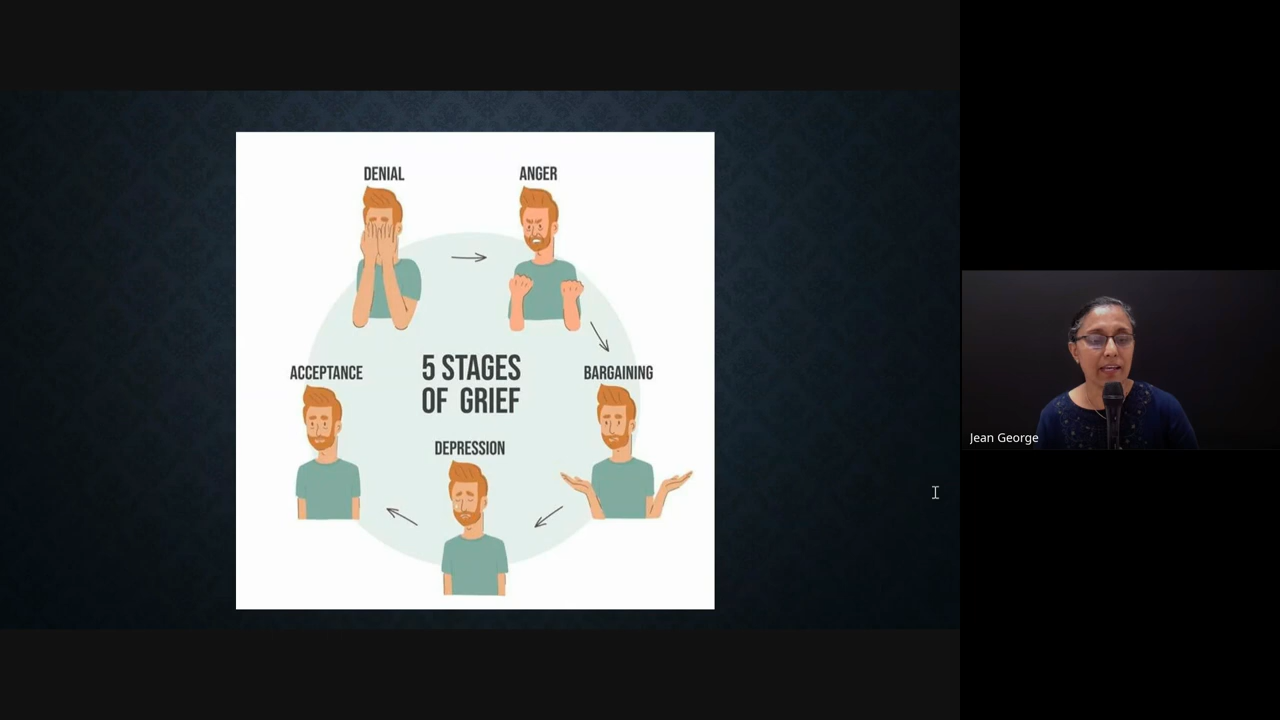 DENIAL
ANGER
5 STAGES
OF GRIEF
ACCEPTANCE
BARGAINING
DEPRESSION
Jean George